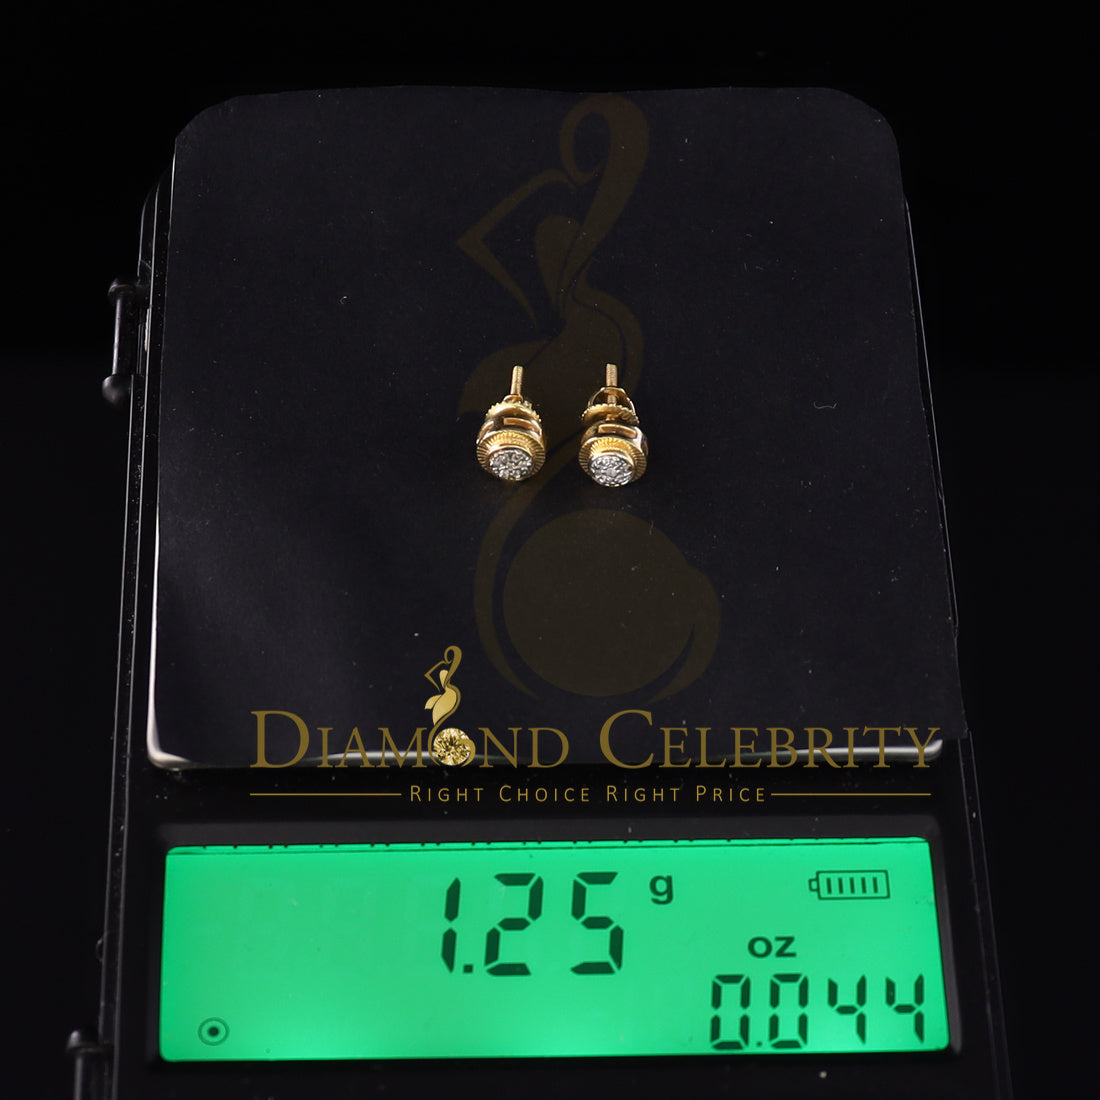 DIAMOND CELEBRITY
RIGHT CHOICE RIGHT PRICE
1.25 g
oz
0.044